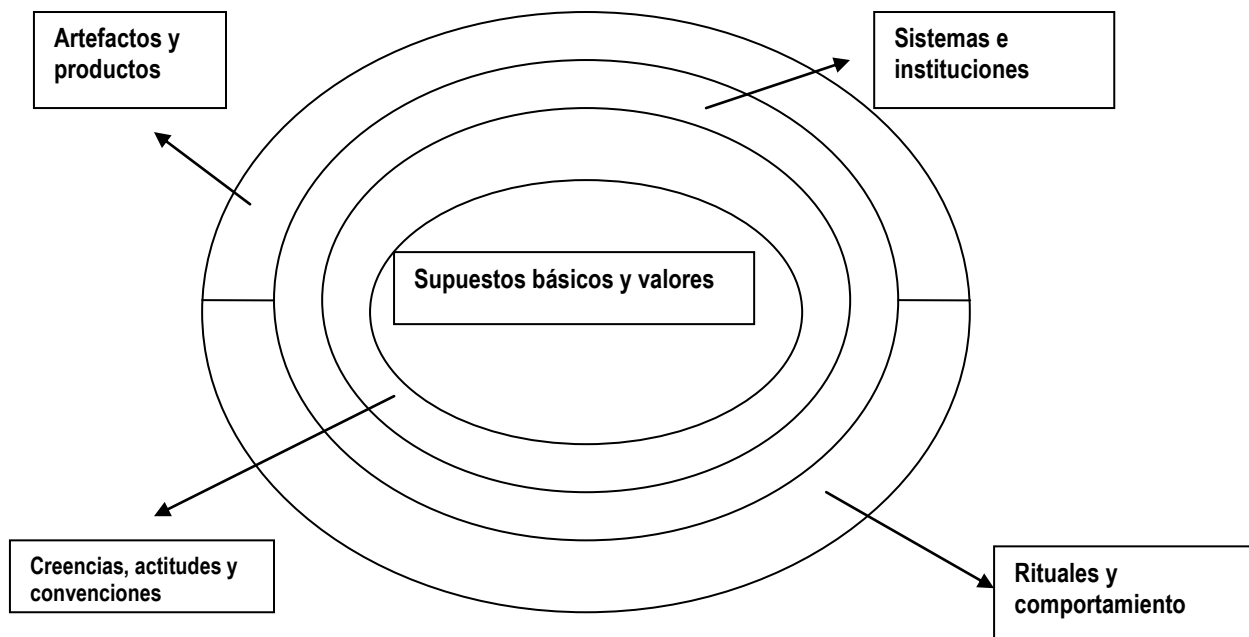 Artefactos y
productos
Sistemas e
instituciones
Supuestos básicos y valores
Creencias, actitudes y
convenciones
Rituales y
comportamiento